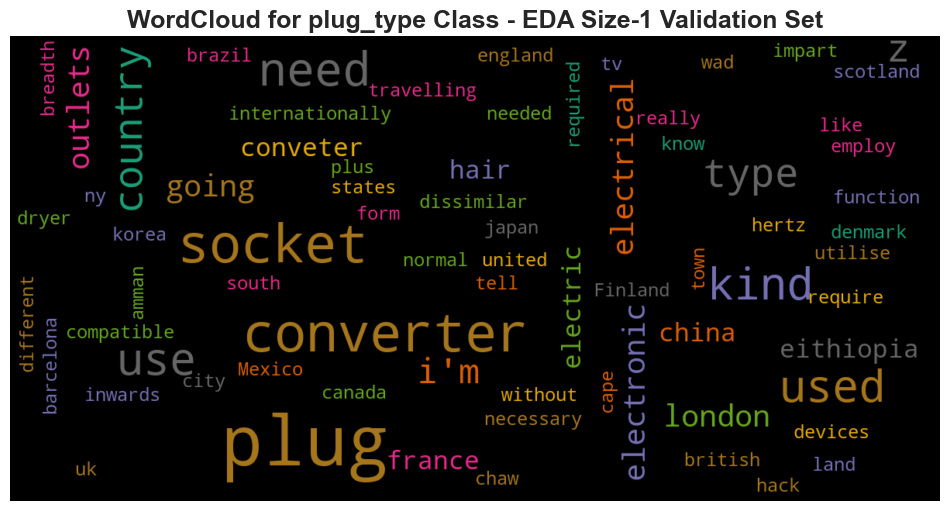 WordCloud for plug_type Class - EDA Size-1 Validation Set
breadth
outlets
country
brazil
need
travelling
england
required
tv
wad
impart
z
scotland
internationally
needed
electrical
really
know
like
employ
conveter
plus
states
hair
type
going
ny
dryer
korea
form
dissimilar
japan
function
hertz
denmark
utilise
socket
normal
united
south
tell
electric
Finland
town
kind
require
different
amman
barcelona
compatible
converter
use
city
Mexico
i'm
canada
without
necessary
cape
electronic
china
eithiopia
used
inwards
london
devices
plug
france
chaw
uk
british
land
hack